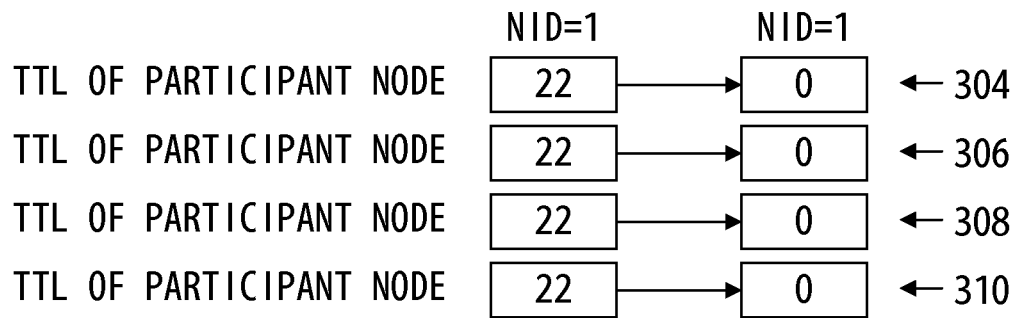 NID=1 NID=1
TTL OF PARTICIPANT NODE 22 0 304
TTL OF PARTICIPANT NODE 22 0 306
TTL OF PARTICIPANT NODE 22 0 308
TTL OF PARTICIPANT NODE 22 0 310